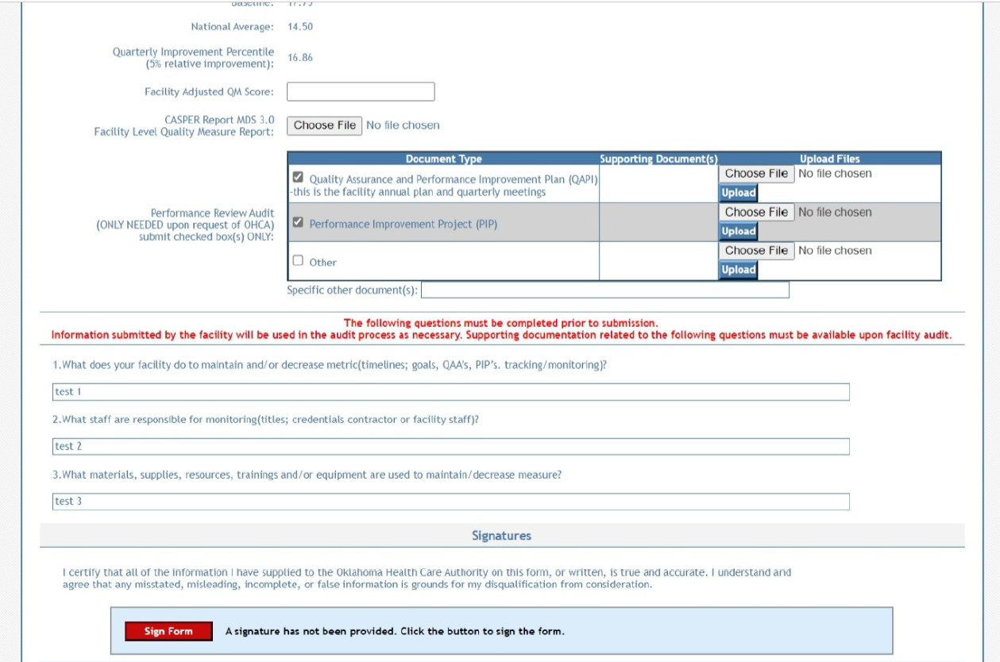 Baseline: 17.75
National Average: 14.50
Quarterly Improvement Percentile
(5% relative improvement): 16.86
Facility Adjusted QM Score:
CASPER Report MDS 3.0
Facility Level Quality Measure Report: Choose File No file chosen
Document Type Supporting Document(s) Upload Files
Quality Assurance and Performance Improvement Plan (QAPI)
-this is the facility annual plan and quarterly meetings
Choose File No file chosen
Upload
Performance Review Audit
(ONLY NEEDED upon request of OHCA)
submit checked box(s) ONLY:
Performance Improvement Project (PIP)
Choose File No file chosen
Upload
Other
Choose File No file chosen
Upload
Specific other document(s):
The following questions must be completed prior to submission.
Information submitted by the facility will be used in the audit process as necessary. Supporting documentation related to the following questions must be available upon facility audit.
1.What does your facility do to maintain and/or decrease metric(timelines; goals, QAA's, PIP's. tracking/monitoring)?
test 1
2.What staff are responsible for monitoring(titles; credentials contractor or facility staff)?
test 2
3.What materials, supplies, resources, trainings and/or equipment are used to maintain/decrease measure?
test 3
Signatures
I certify that all of the information I have supplied to the Oklahoma Health Care Authority on this form, or written, is true and accurate. I understand and
agree that any misstated, misleading, incomplete, or false information is grounds for my disqualification from consideration.
Sign Form A signature has not been provided. Click the button to sign the form.